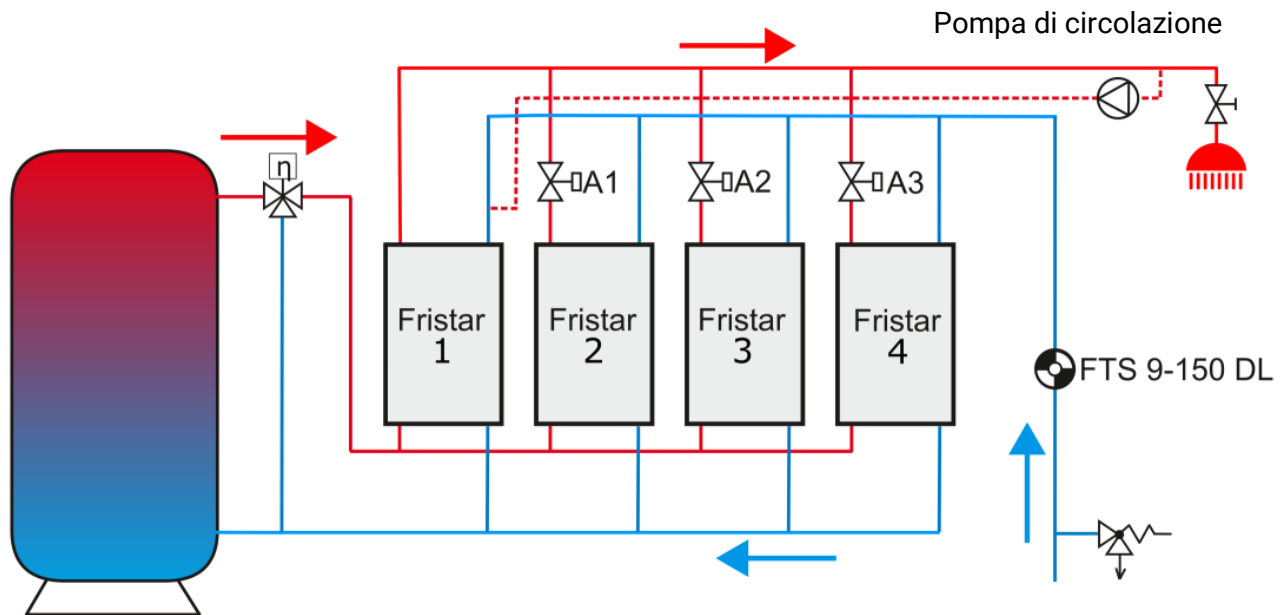 Pompa di circolazione
η
A1
A2
A3
Fristar
1
Fristar
2
Fristar
3
Fristar
4
FTS 9-150 DL